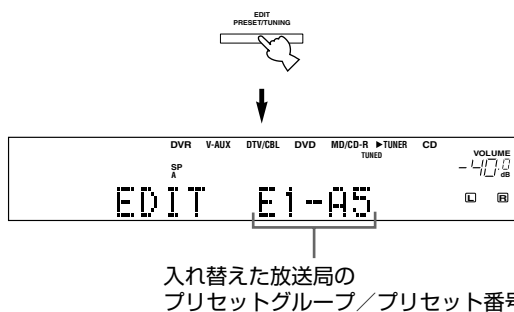 EDIT
PRESET/TUNING
DVR V-AUX DTV/CBL DVD MD/CD-R ►TUNER CD
TUNED
VOLUME
SP
A
-40.0
dB
L R
EDIT E1-A5
入れ替えた放送局の
プリセットグループ／プリセット番号